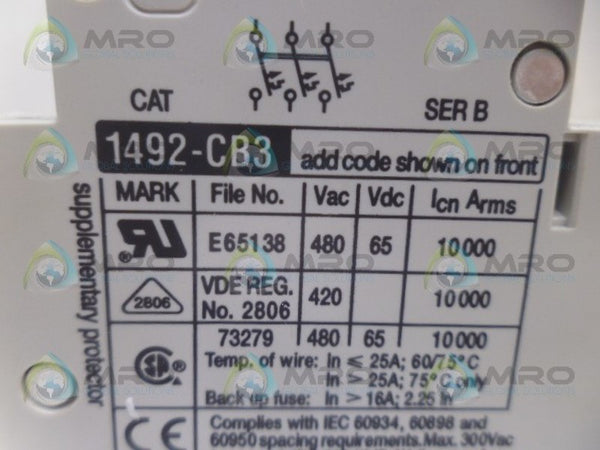 CAT SER B
1492-CB3 add code shown on front
MARK File No. Vac Vdc Icn Arms
E65138 480 65 10000
2806 VDE REG. No. 2806 420 10000
73279 480 65 10000
Temp. of wire: In ≤ 25A; 60/75°C
In > 25A; 75°C only
Back up fuse: In > 16A; 2.25 In
Complies with IEC 60934, 60898 and
60950 spacing requirements. Max. 300Vac
supplementary protector
MRO